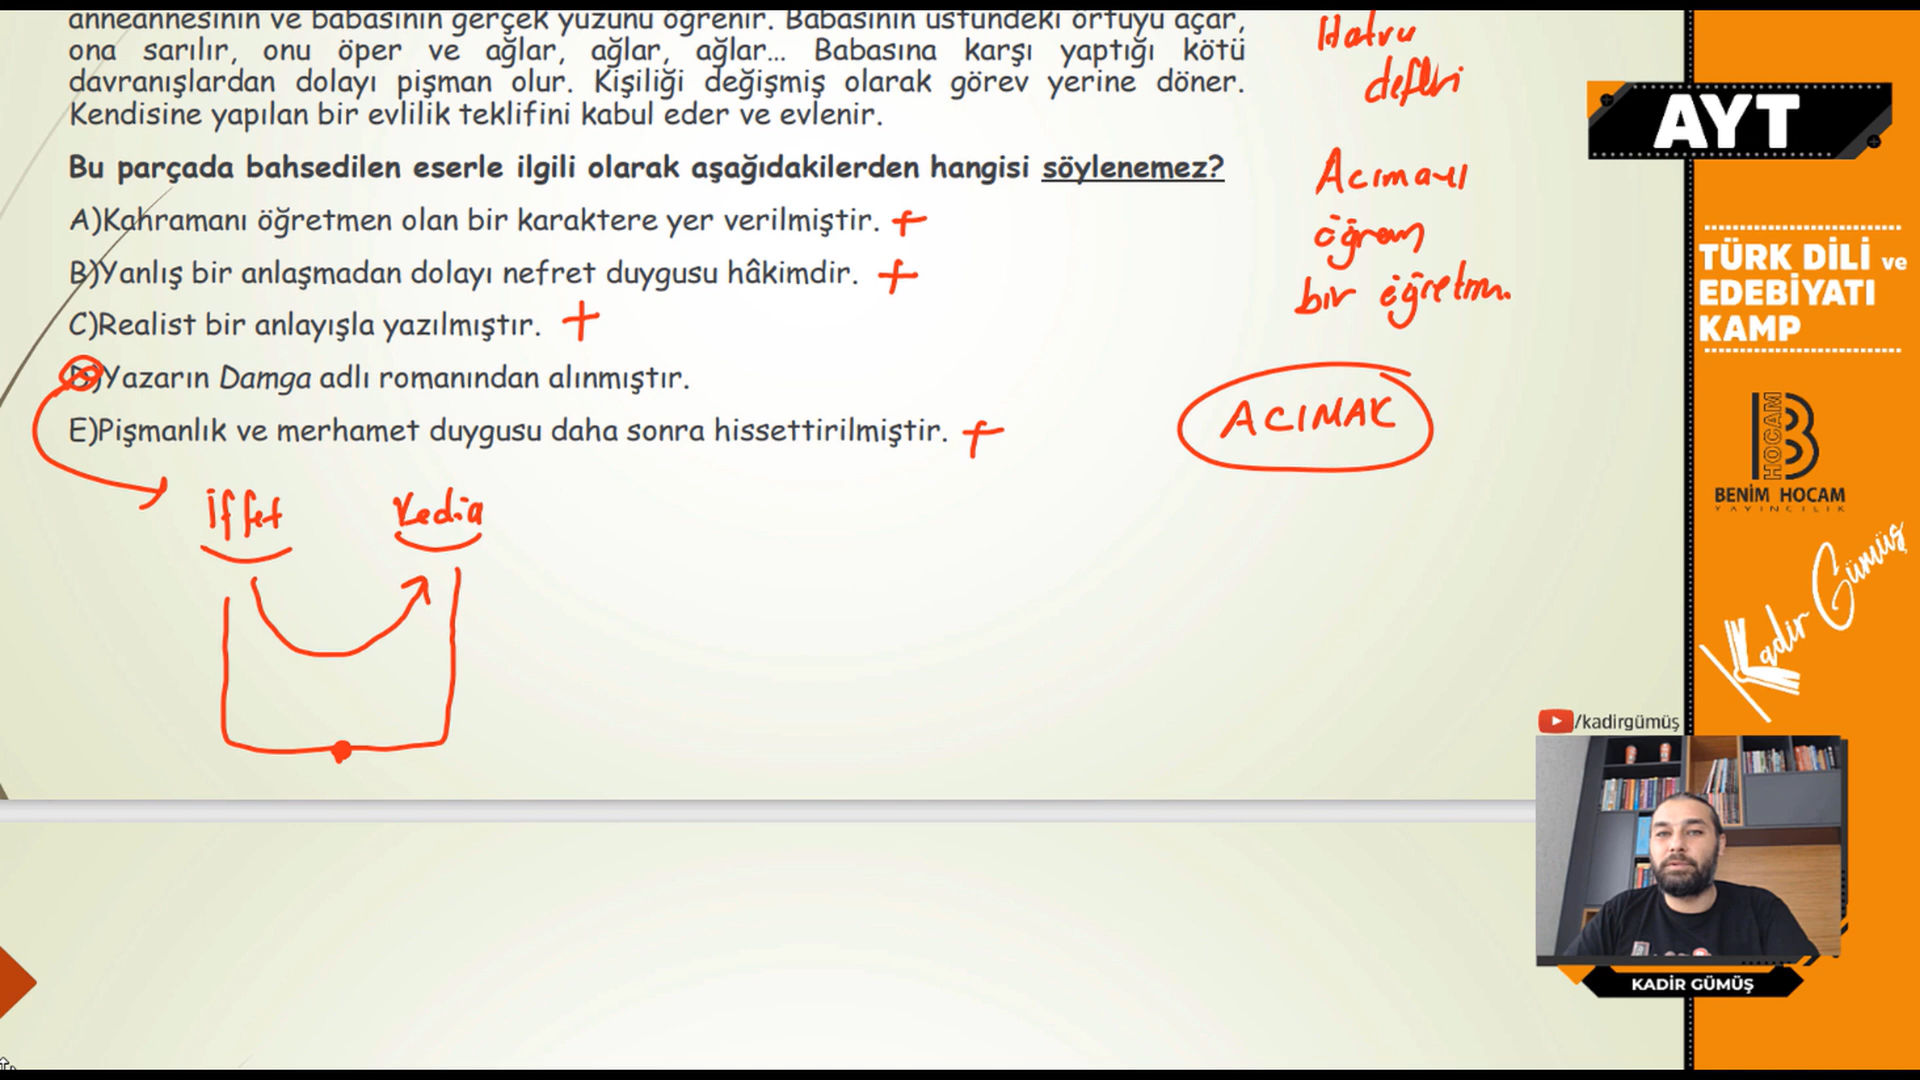 annesinin ve babasının gerçek yüzünü öğrenir. Babasının üstündeki örtüyü açar,
ona sarılır, onu öper ve ağlar, ağlar, ağlar... Babasına karşı yaptığı kötü
davranışlardan dolayı pişman olur. Kişiliği değişmiş olarak görev yerine döner.
Kendisine yapılan bir evlilik teklifini kabul eder ve evlenir.
Bu parçada bahsedilen eserle ilgili olarak aşağıdakilerden hangisi söylenemez?
A)Kahramanı öğretmen olan bir karaktere yer verilmiştir. +
B)Yanlış bir anlaşmadan dolayı nefret duygusu hâkimdir. +
C)Realist bir anlayışla yazılmıştır. +
D)Yazarın Damga adlı romanından alınmıştır.
E)Pişmanlık ve merhamet duygusu daha sonra hissettirilmiştir. +
İffet Vedia
Hatıra
defteri
Acımayı
öğrenen
bir öğretmen.
ACIMAK
AYT
TÜRK DİLİ ve
EDEBİYATI
KAMP
HOCAM
BENİM HOCAM
YAYINCILIK
Kadir Gümüş
/kadirgümüş
KADİR GÜMÜŞ